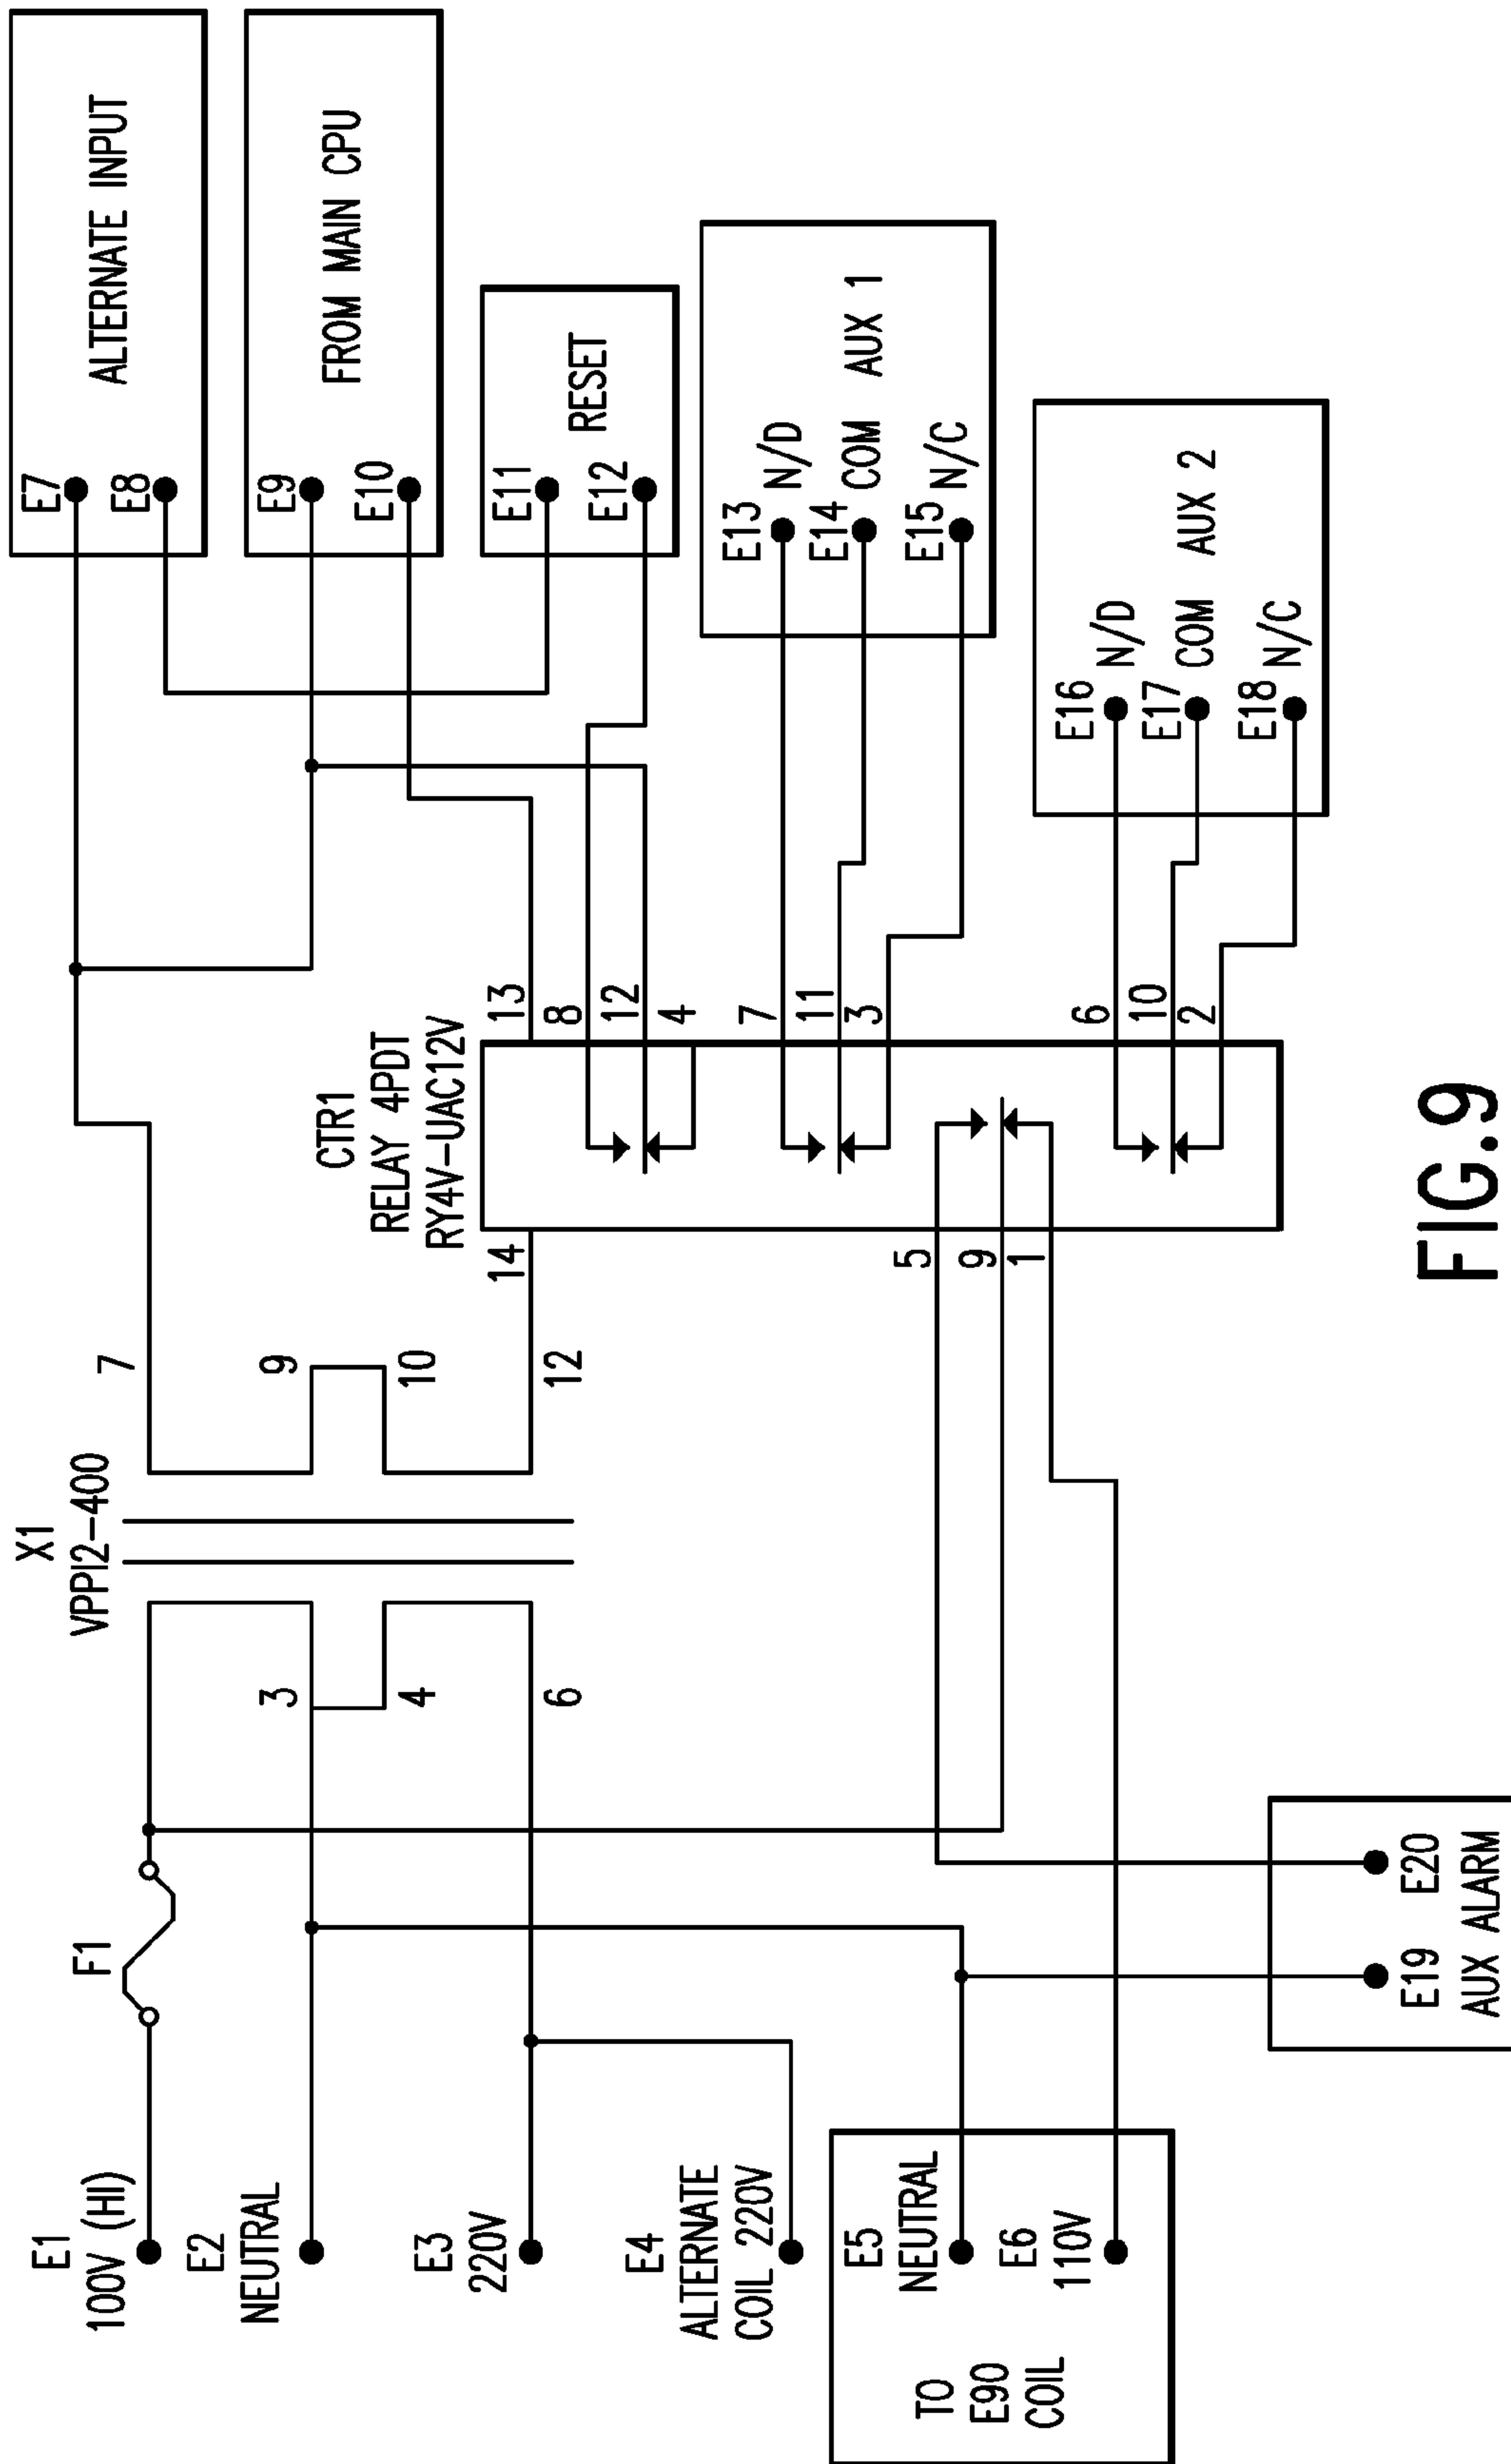 E1
100V (HI)
F1
X1
VPPI2-400
7
E2
NEUTRAL
3
9
E3
220V
4
10
6
12
E4
ALTERNATE
COIL 220V
TO
E90
COIL
E5
NEUTRAL
E6
110V
E19
E20
AUX ALARM
CTR1
RELAY 4PDT
RY4V-UAC12V
14
5
9
1
13
8
12
4
7
11
3
6
10
2
E7
E8
ALTERNATE INPUT
E9
E10
FROM MAIN CPU
E11
E12
RESET
E13
N/D
E14
COM
AUX 1
E15
N/C
E16
N/D
E17
COM
AUX 2
E18
N/C
FIG.9